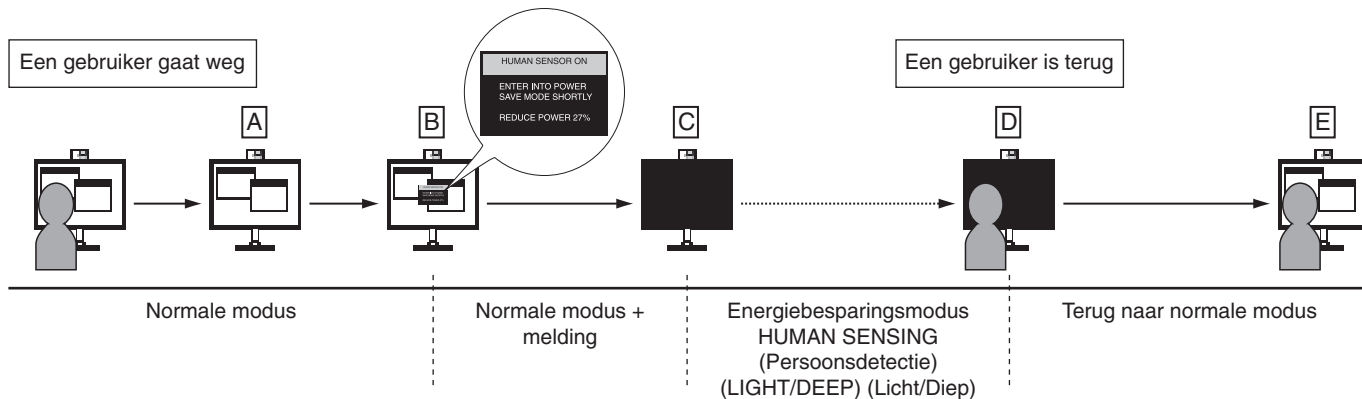 Een gebruiker gaat weg
HUMAN SENSOR ON
ENTER INTO POWER
SAVE MODE SHORTLY
REDUCE POWER 27%
Een gebruiker is terug
A
B
C
D
E
Normale modus
Normale modus +
melding
Energiebesparingsmodus
HUMAN SENSING
(Persoonsdetectie)
(LIGHT/DEEP) (Licht/Diep)
Terug naar normale modus